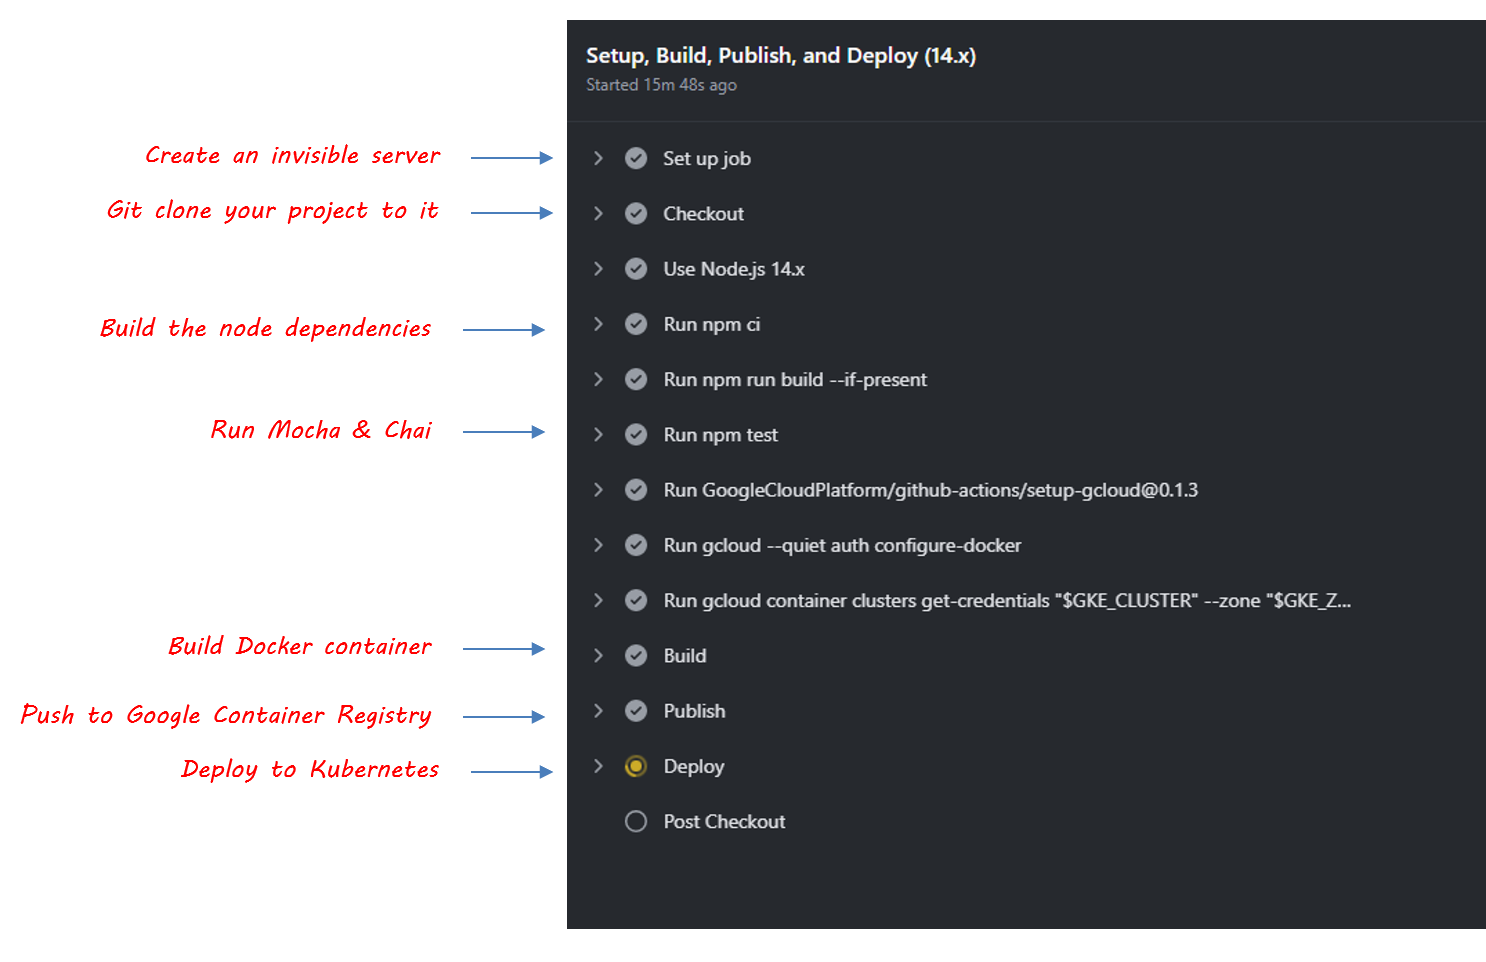 Setup, Build, Publish, and Deploy (14.x)
Started 15m 48s ago
Create an invisible server
Set up job
Git clone your project to it
Checkout
Use Node.js 14.x
Build the node dependencies
Run npm ci
Run npm run build --if-present
Run Mocha & Chai
Run npm test
Run GoogleCloudPlatform/github-actions/setup-gcloud@0.1.3
Run gcloud --quiet auth configure-docker
Run gcloud container clusters get-credentials "$GKE_CLUSTER" --zone "$GKE_Z...
Build Docker container
Build
Push to Google Container Registry
Publish
Deploy to Kubernetes
Deploy
Post Checkout